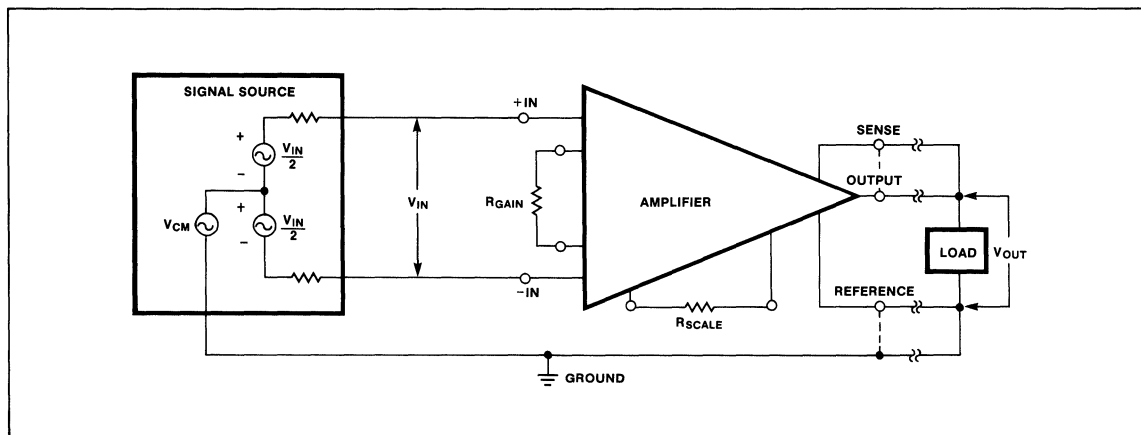 SIGNAL SOURCE
+
-
V_IN
2
V_CM
+
-
V_IN
2
V_IN
+IN
R_GAIN
-IN
AMPLIFIER
R_SCALE
SENSE
OUTPUT
LOAD
V_OUT
REFERENCE
GROUND